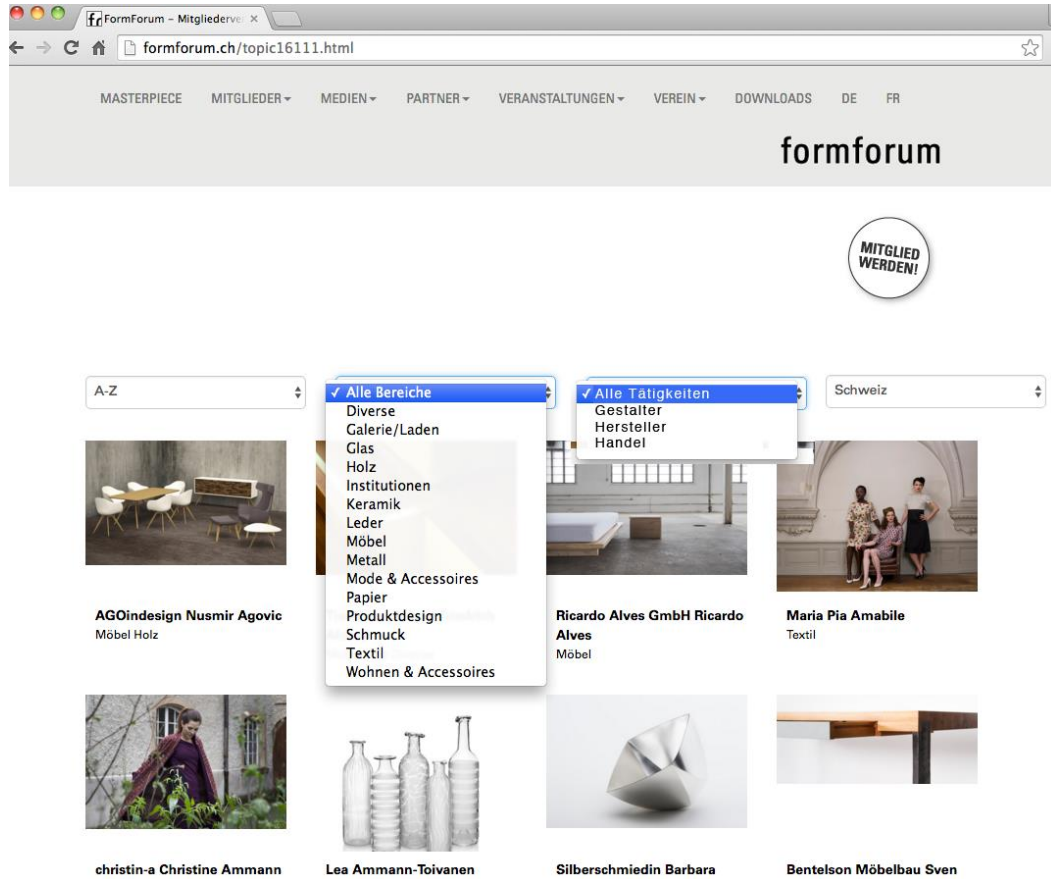 FormForum – Mitgliederve
formforum.ch/topic16111.html
MASTERPIECE MITGLIEDER MEDIEN PARTNER VERANSTALTUNGEN VEREIN DOWNLOADS DE FR
formforum
MITGLIED
WERDEN!
A-Z
Alle Bereiche
Diverse
Galerie/Laden
Glas
Holz
Institutionen
Keramik
Leder
Möbel
Metall
Mode & Accessoires
Papier
Produktdesign
Schmuck
Textil
Wohnen & Accessoires
Alle Tätigkeiten
Gestalter
Hersteller
Handel
Schweiz
AGOindesign Nusmir Agovic
Möbel Holz
Ricardo Alves GmbH Ricardo
Alves
Möbel
Maria Pia Amabile
Textil
christin-a Christine Ammann
Lea Ammann-Toivanen
Silberschmiedin Barbara
Bentelson Möbelbau Sven